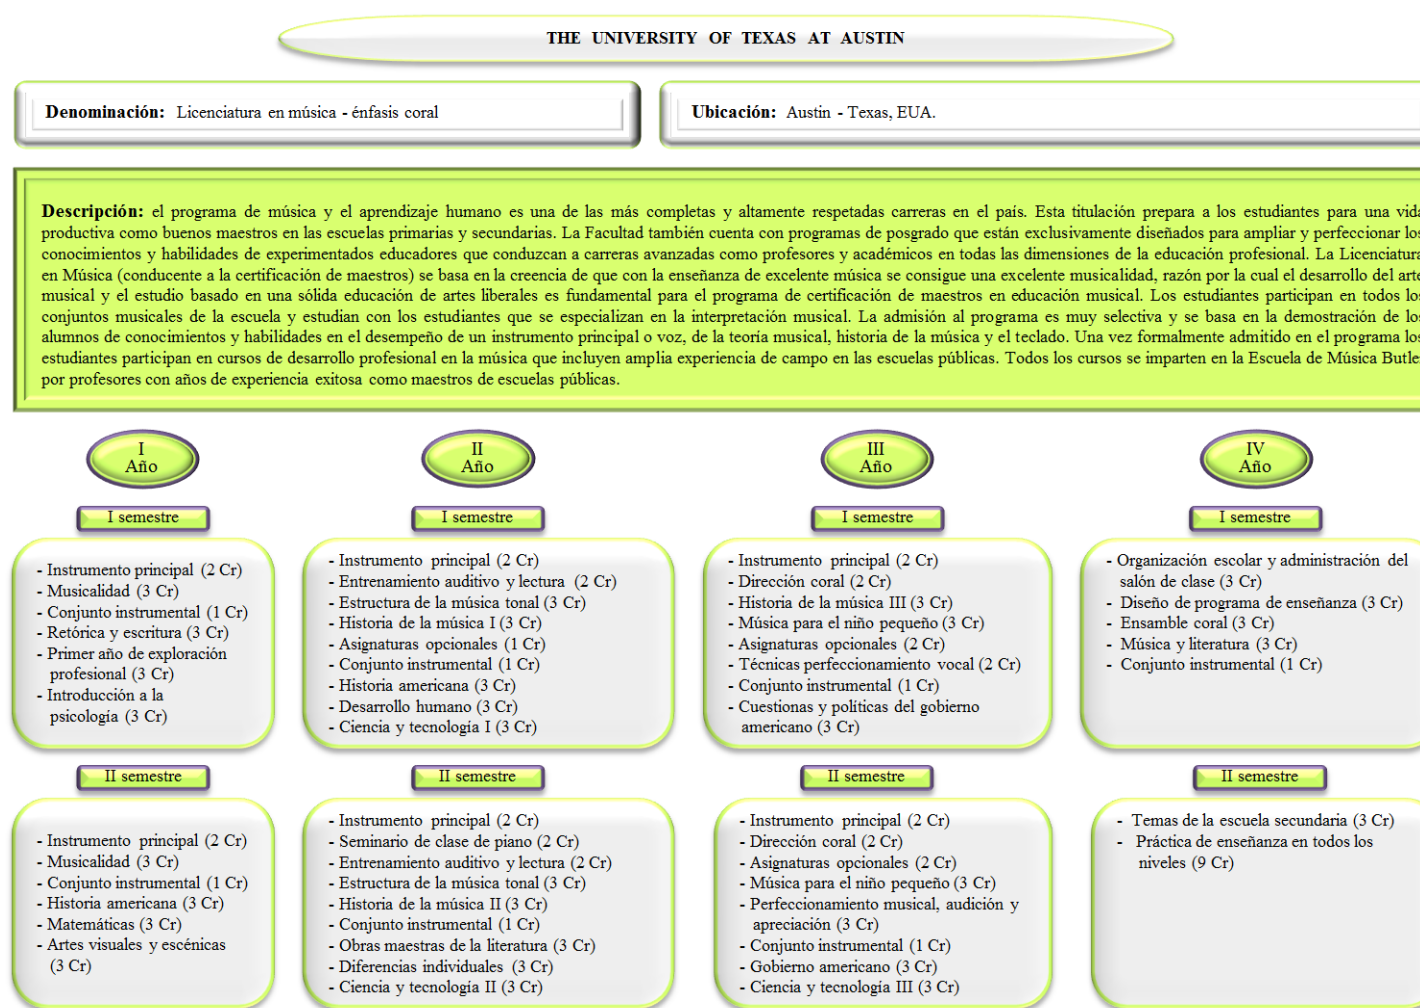 THE UNIVERSITY OF TEXAS AT AUSTIN
Denominación: Licenciatura en música - énfasis coral
Ubicación: Austin - Texas, EUA.
Descripción: el programa de música y el aprendizaje humano es una de las más completas y altamente respetadas carreras en el país. Esta titulación prepara a los estudiantes para una vida
productiva como buenos maestros en las escuelas primarias y secundarias. La Facultad también cuenta con programas de posgrado que están exclusivamente diseñados para ampliar y perfeccionar los
conocimientos y habilidades de experimentados educadores que conduzcan a carreras avanzadas como profesores y académicos en todas las dimensiones de la educación profesional. La Licenciatura
en Música (conducente a la certificación de maestros) se basa en la creencia de que con la enseñanza de excelente música se consigue una excelente musicalidad, razón por la cual el desarrollo del arte
musical y el estudio basado en una sólida educación de artes liberales es fundamental para el programa de certificación de maestros en educación musical. Los estudiantes participan en todos los
conjuntos musicales de la escuela y estudian con los estudiantes que se especializan en la interpretación musical. La admisión al programa es muy selectiva y se basa en la demostración de los
alumnos de conocimientos y habilidades en el desempeño de un instrumento principal o voz, de la teoría musical, historia de la música y el teclado. Una vez formalmente admitido en el programa los
estudiantes participan en cursos de desarrollo profesional en la música que incluyen amplia experiencia de campo en las escuelas públicas. Todos los cursos se imparten en la Escuela de Música Butler
por profesores con años de experiencia exitosa como maestros de escuelas públicas.
I
Año
I semestre
- Instrumento principal (2 Cr)
- Musicalidad (3 Cr)
- Conjunto instrumental (1 Cr)
- Retórica y escritura (3 Cr)
- Primer año de exploración
profesional (3 Cr)
- Introducción a la
psicología (3 Cr)
II semestre
- Instrumento principal (2 Cr)
- Musicalidad (3 Cr)
- Conjunto instrumental (1 Cr)
- Historia americana (3 Cr)
- Matemáticas (3 Cr)
- Artes visuales y escénicas
(3 Cr)
II
Año
I semestre
- Instrumento principal (2 Cr)
- Entrenamiento auditivo y lectura (2 Cr)
- Estructura de la música tonal (3 Cr)
- Historia de la música I (3 Cr)
- Asignaturas opcionales (1 Cr)
- Conjunto instrumental (1 Cr)
- Historia americana (3 Cr)
- Desarrollo humano (3 Cr)
- Ciencia y tecnología I (3 Cr)
II semestre
- Instrumento principal (2 Cr)
- Seminario de clase de piano (2 Cr)
- Entrenamiento auditivo y lectura (2 Cr)
- Estructura de la música tonal (3 Cr)
- Historia de la música II (3 Cr)
- Conjunto instrumental (1 Cr)
- Obras maestras de la literatura (3 Cr)
- Diferencias individuales (3 Cr)
- Ciencia y tecnología II (3 Cr)
III
Año
I semestre
- Instrumento principal (2 Cr)
- Dirección coral (2 Cr)
- Historia de la música III (3 Cr)
- Música para el niño pequeño (3 Cr)
- Asignaturas opcionales (2 Cr)
- Técnicas perfeccionamiento vocal (2 Cr)
- Conjunto instrumental (1 Cr)
- Cuestionas y políticas del gobierno
americano (3 Cr)
II semestre
- Instrumento principal (2 Cr)
- Dirección coral (2 Cr)
- Asignaturas opcionales (2 Cr)
- Música para el niño pequeño (3 Cr)
- Perfeccionamiento musical, audición y
apreciación (3 Cr)
- Conjunto instrumental (1 Cr)
- Gobierno americano (3 Cr)
- Ciencia y tecnología III (3 Cr)
IV
Año
I semestre
- Organización escolar y administración del
salón de clase (3 Cr)
- Diseño de programa de enseñanza (3 Cr)
- Ensamble coral (3 Cr)
- Música y literatura (3 Cr)
- Conjunto instrumental (1 Cr)
II semestre
- Temas de la escuela secundaria (3 Cr)
- Práctica de enseñanza en todos los
niveles (9 Cr)